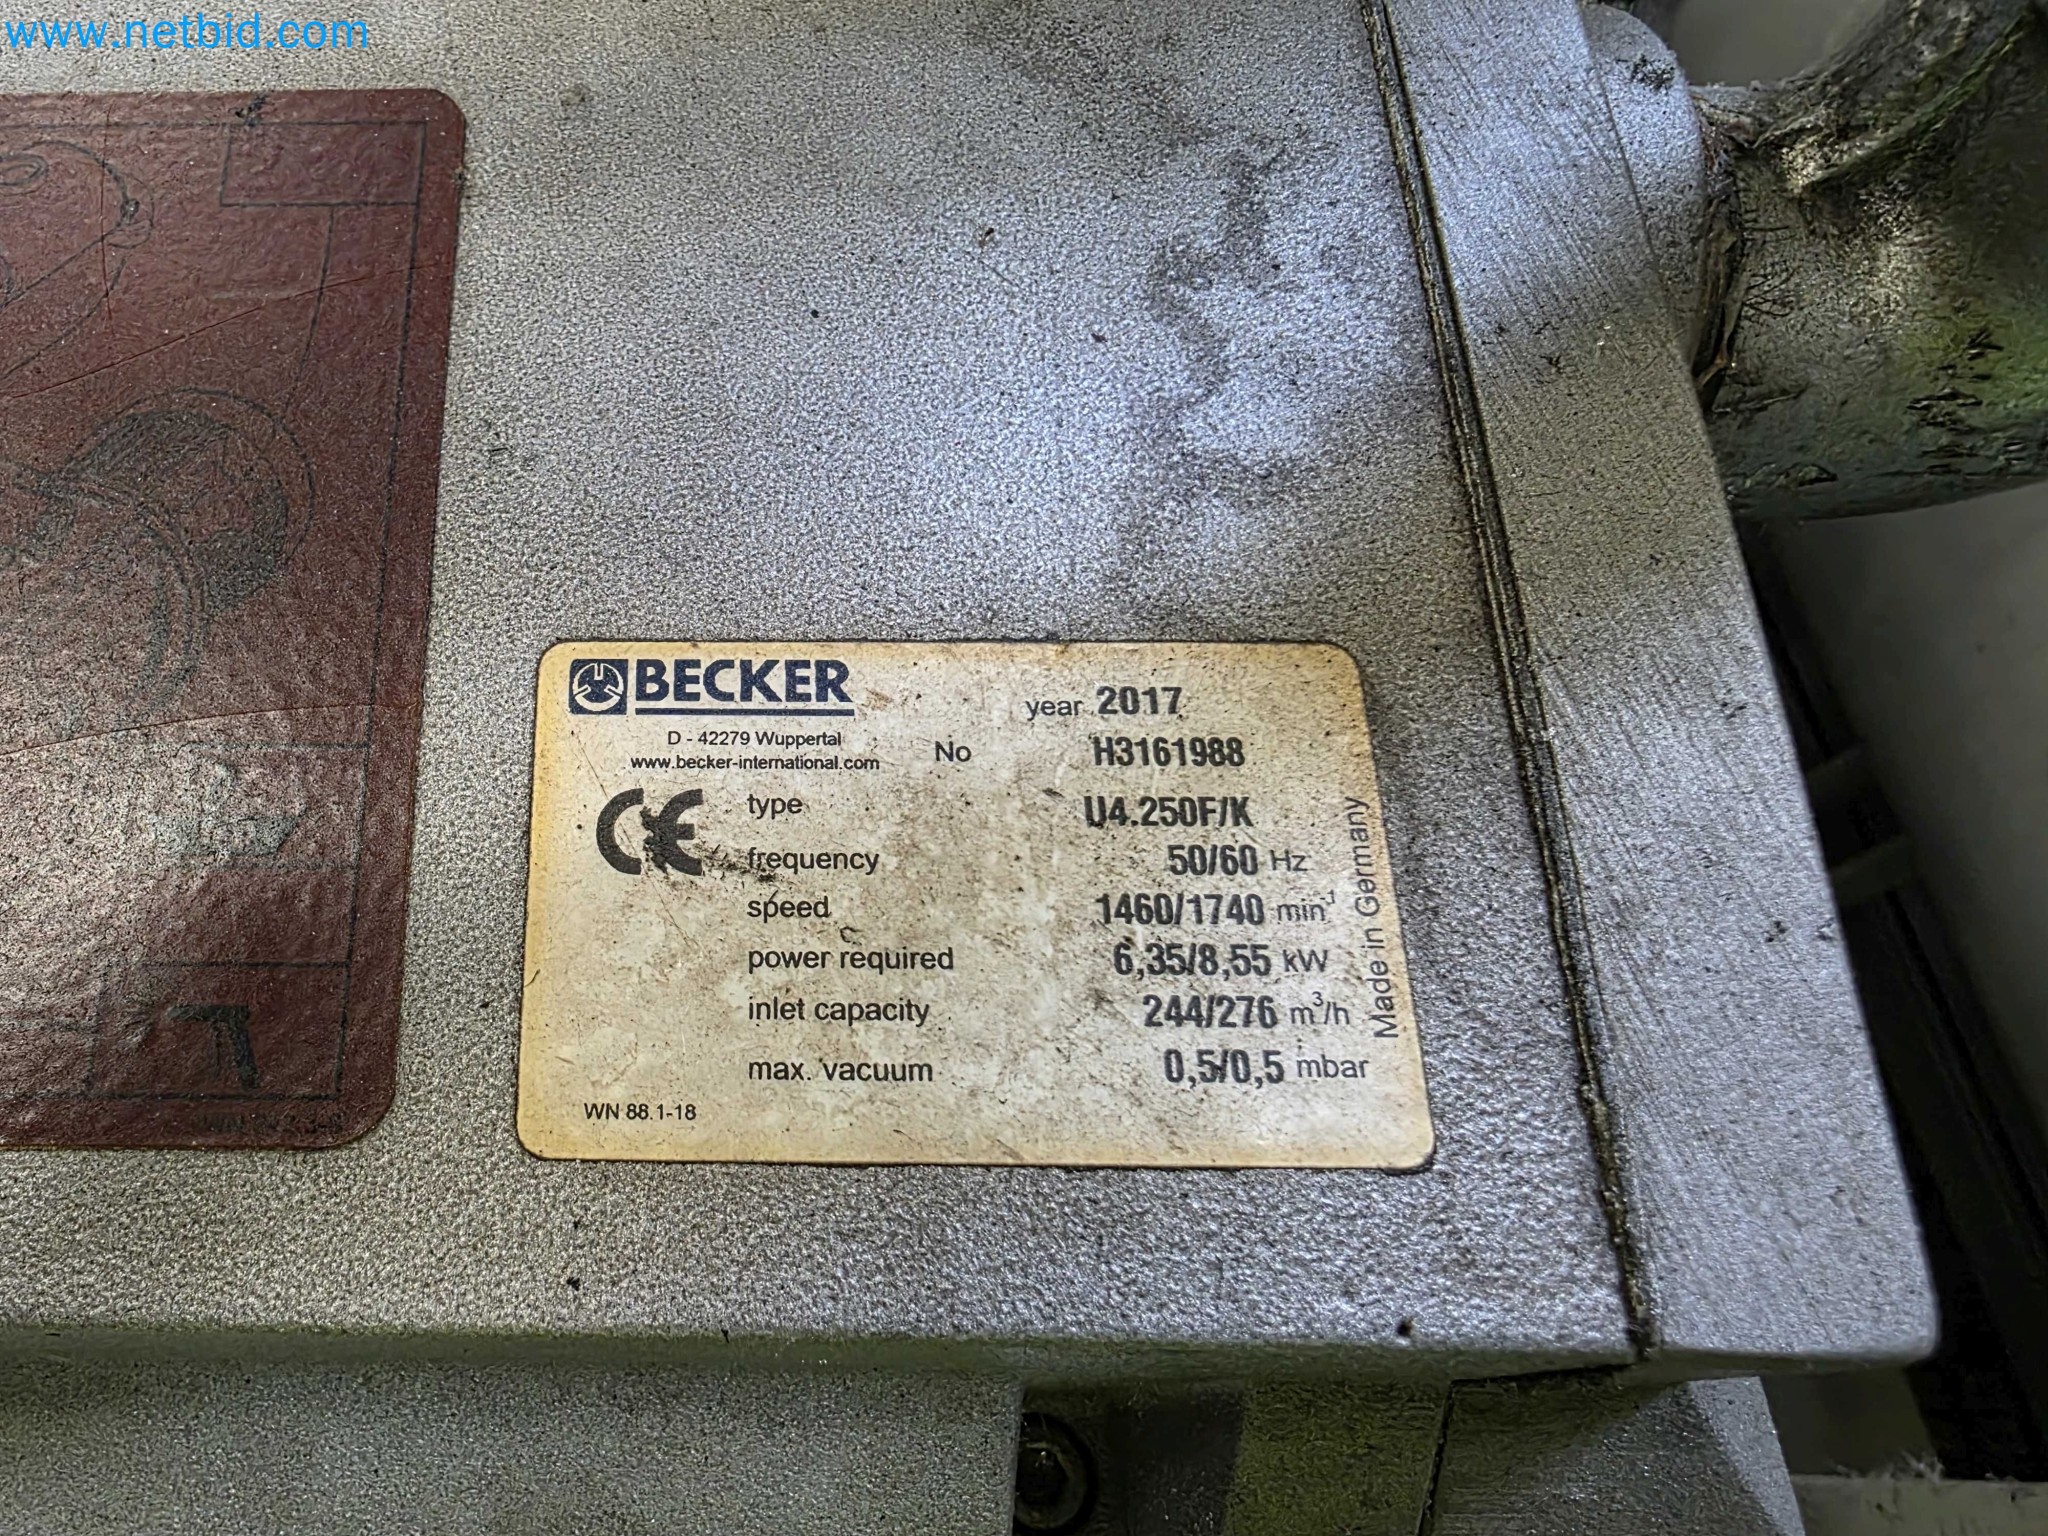 www.netbid.com
BECKER
D - 42279 Wuppertal
www.becker-international.com
year 2017
No H3161988
CE
type U4.250F/K
frequency 50/60 Hz
speed 1460/1740 min⁻¹
power required 6,35/8,55 kW
inlet capacity 244/276 m³/h
max. vacuum 0,5/0,5 mbar
WN 88.1-18
Made in Germany